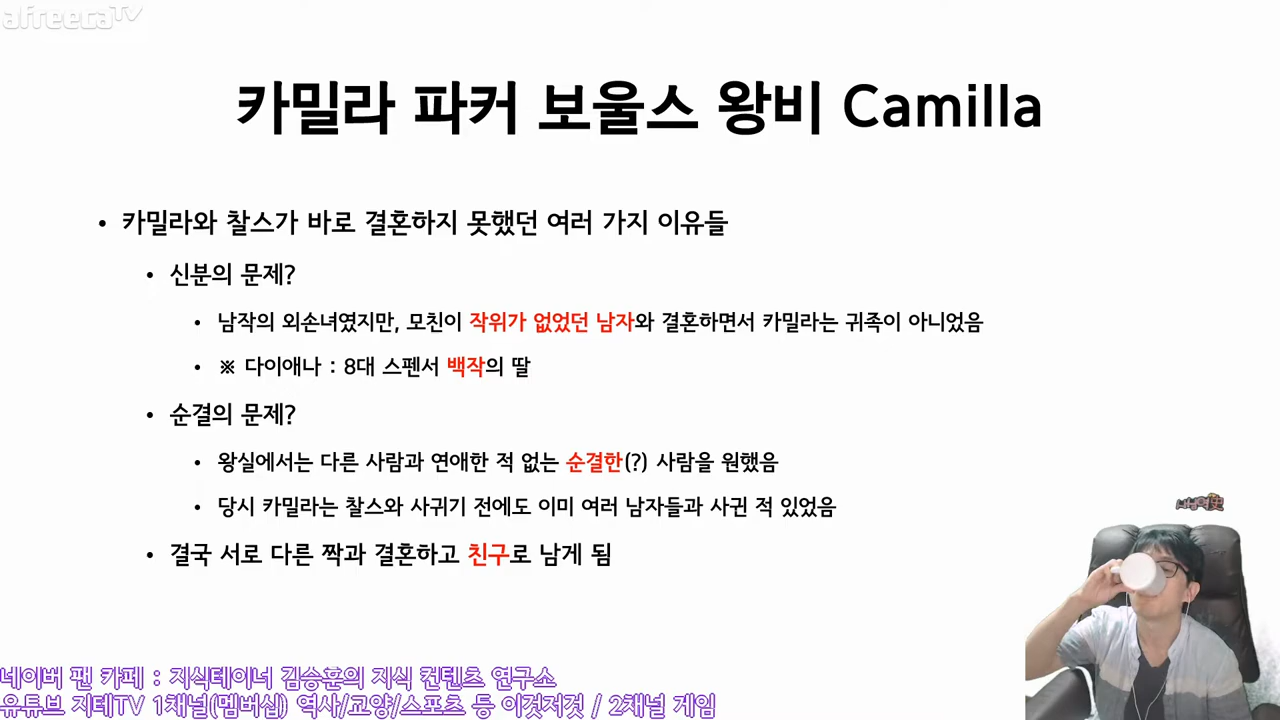 afreecaTV
카밀라 파커 보울스 왕비 Camilla
• 카밀라와 찰스가 바로 결혼하지 못했던 여러 가지 이유들
• 신분의 문제?
• 남작의 외손녀였지만, 모친이 작위가 없었던 남자와 결혼하면서 카밀라는 귀족이 아니었음
• ※ 다이애나 : 8대 스펜서 백작의 딸
• 순결의 문제?
• 왕실에서는 다른 사람과 연애한 적 없는 순결한(?) 사람을 원했음
• 당시 카밀라는 찰스와 사귀기 전에도 이미 여러 남자들과 사귄 적 있었음
• 결국 서로 다른 짝과 결혼하고 친구로 남게 됨
네이버 팬 카페 : 지식테이너 김승훈의 지식 컨텐츠 연구소
유튜브 지테TV 1채널(멤버십) 역사/교양/스포츠 등 이것저것 / 2채널 게임